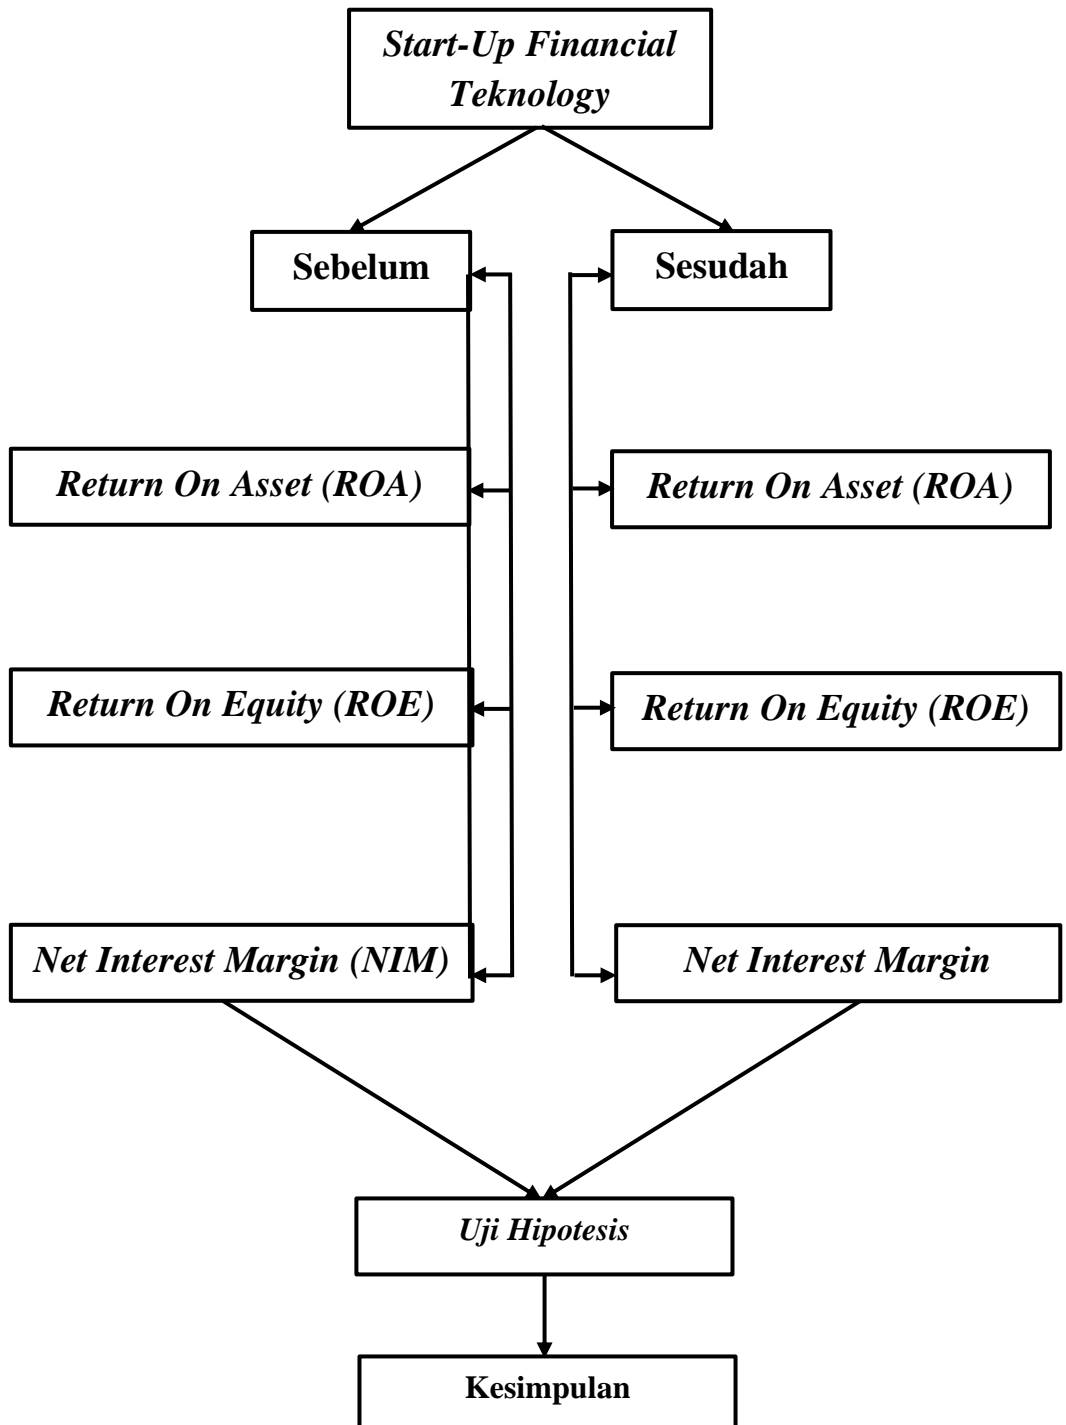 Start-Up Financial
Teknology
Sebelum
Sesudah
Return On Asset (ROA)
Return On Asset (ROA)
Return On Equity (ROE)
Return On Equity (ROE)
Net Interest Margin (NIM)
Net Interest Margin
Uji Hipotesis
Kesimpulan